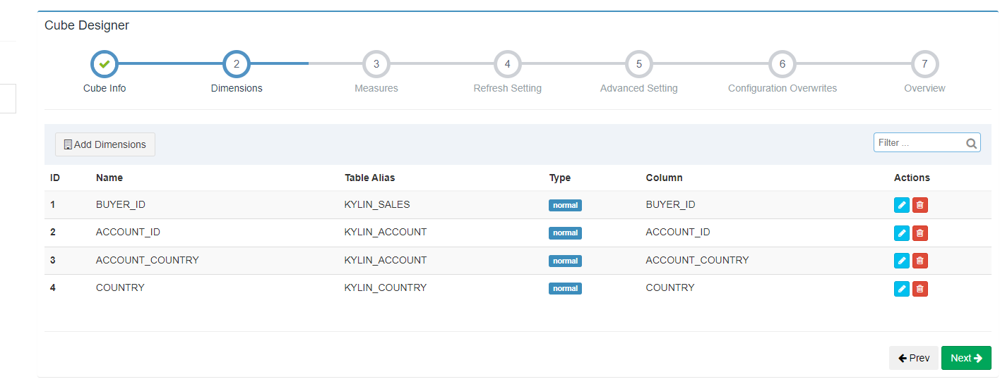 Cube Designer
2 3 4 5 6 7
Cube Info Dimensions Measures Refresh Setting Advanced Setting Configuration Overwrites Overview
Add Dimensions Filter ...
ID Name Table Alias Type Column Actions
1 BUYER_ID KYLIN_SALES normal BUYER_ID
2 ACCOUNT_ID KYLIN_ACCOUNT normal ACCOUNT_ID
3 ACCOUNT_COUNTRY KYLIN_ACCOUNT normal ACCOUNT_COUNTRY
4 COUNTRY KYLIN_COUNTRY normal COUNTRY
Prev Next